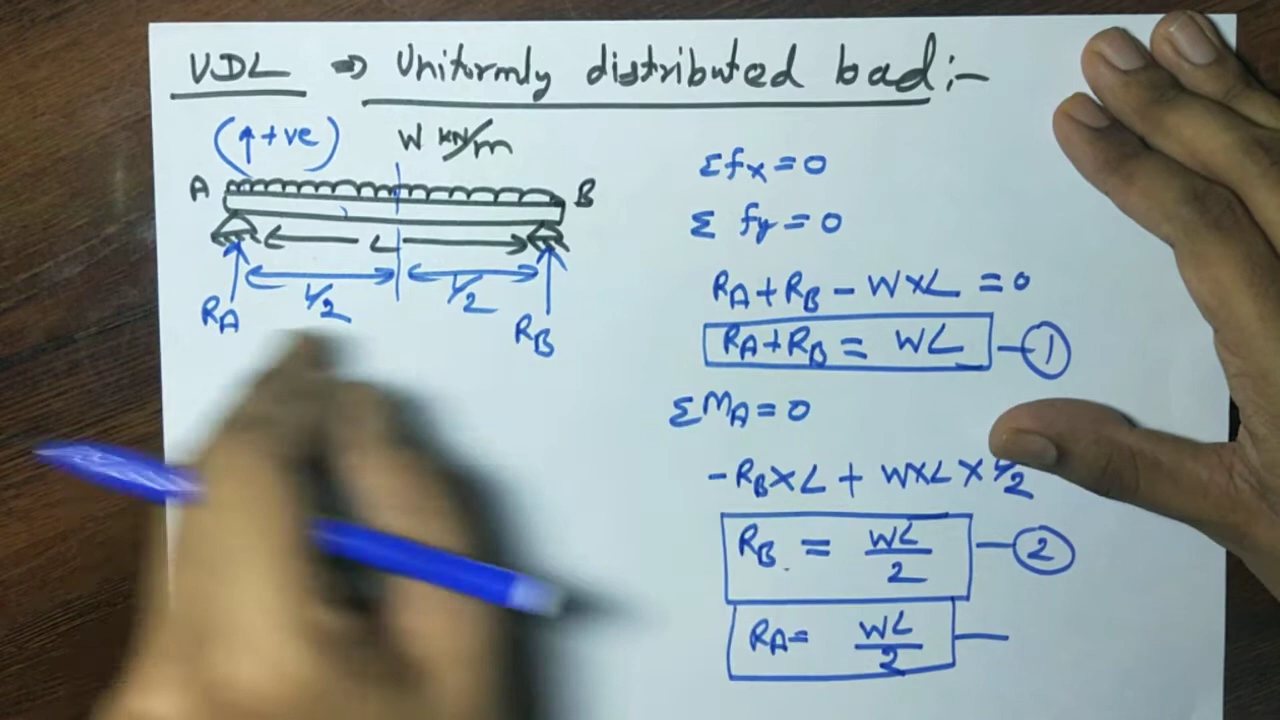 UDL ⇒ Uniformly distributed load :-
(↑+ve) W kN/m
A B
L
L/2 L/2
RA RB
Σfx = 0
Σ fy = 0
RA + RB - W×L = 0
RA + RB = WL — ①
ΣMA = 0
- RB×L + W×L × L/2
RB = WL/2 — ②
RA = WL/2 —